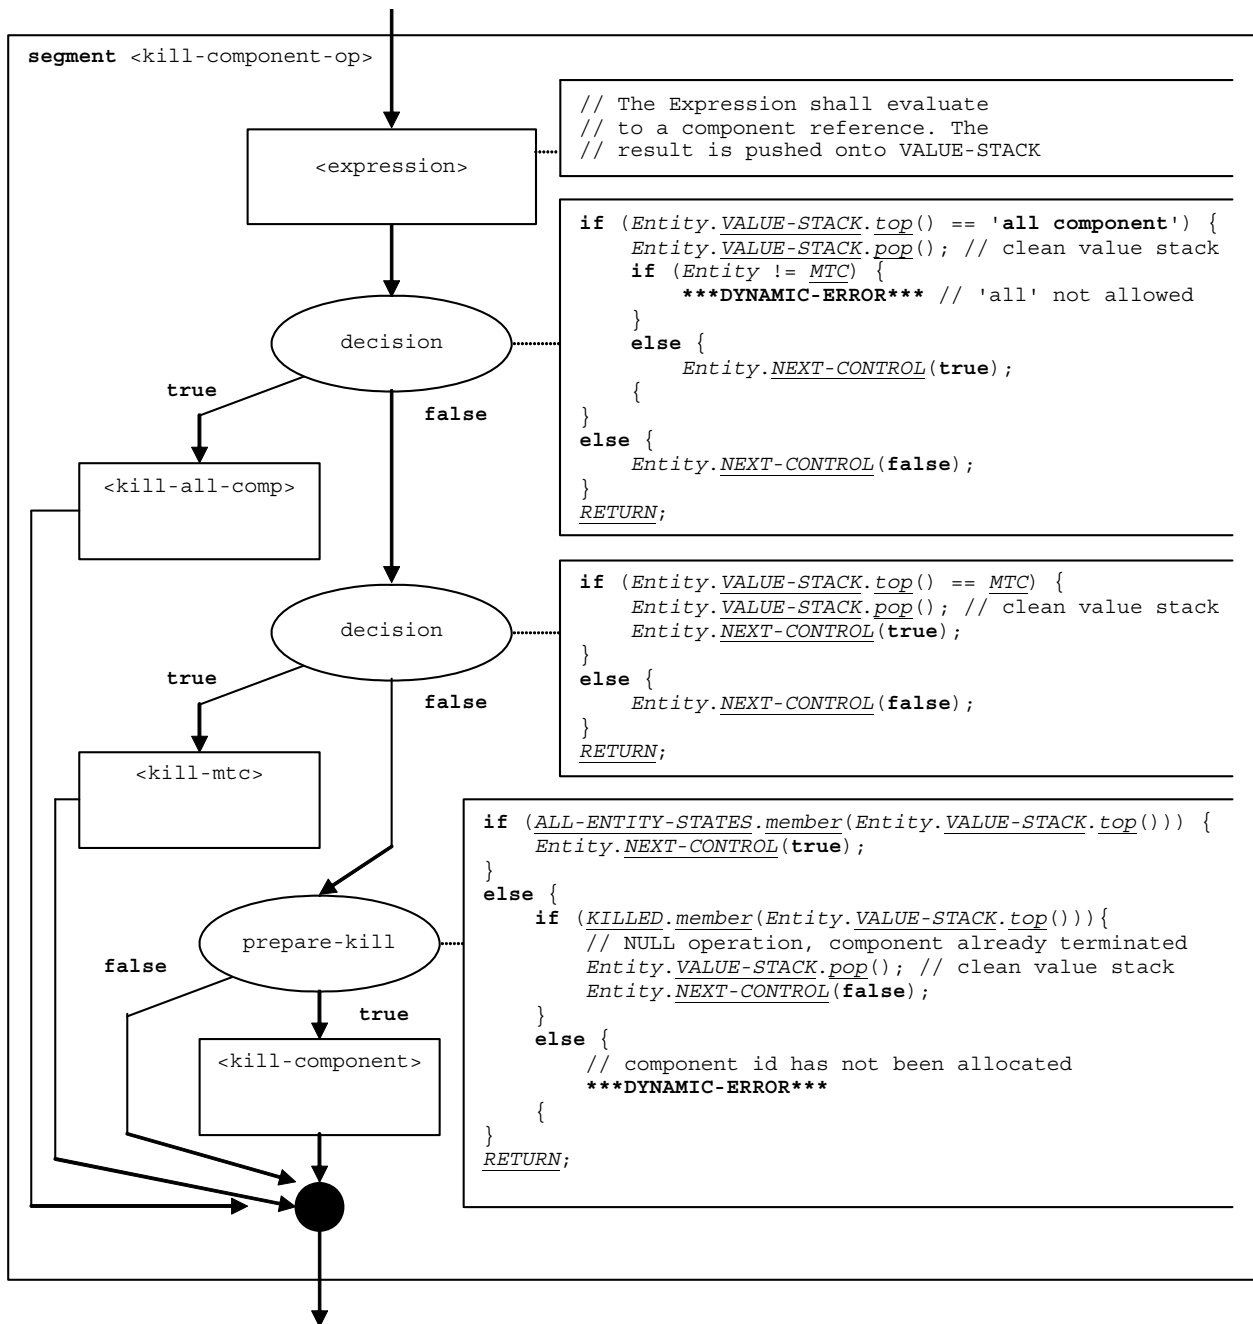 segment <kill-component-op>
// The Expression shall evaluate
// to a component reference. The
// result is pushed onto VALUE-STACK
<expression>
if (Entity.VALUE-STACK.top() == 'all component') {
Entity.VALUE-STACK.pop(); // clean value stack
if (Entity != MTC) {
***DYNAMIC-ERROR*** // 'all' not allowed
}
else {
Entity.NEXT-CONTROL(true);
{
}
else {
Entity.NEXT-CONTROL(false);
}
RETURN;
decision
true
false
<kill-all-comp>
if (Entity.VALUE-STACK.top() == MTC) {
Entity.VALUE-STACK.pop(); // clean value stack
Entity.NEXT-CONTROL(true);
}
else {
Entity.NEXT-CONTROL(false);
}
RETURN;
decision
true
false
<kill-mtc>
if (ALL-ENTITY-STATES.member(Entity.VALUE-STACK.top())) {
Entity.NEXT-CONTROL(true);
}
else {
if (KILLED.member(Entity.VALUE-STACK.top())){
// NULL operation, component already terminated
Entity.VALUE-STACK.pop(); // clean value stack
Entity.NEXT-CONTROL(false);
}
else {
// component id has not been allocated
***DYNAMIC-ERROR***
{
}
RETURN;
prepare-kill
false
true
<kill-component>